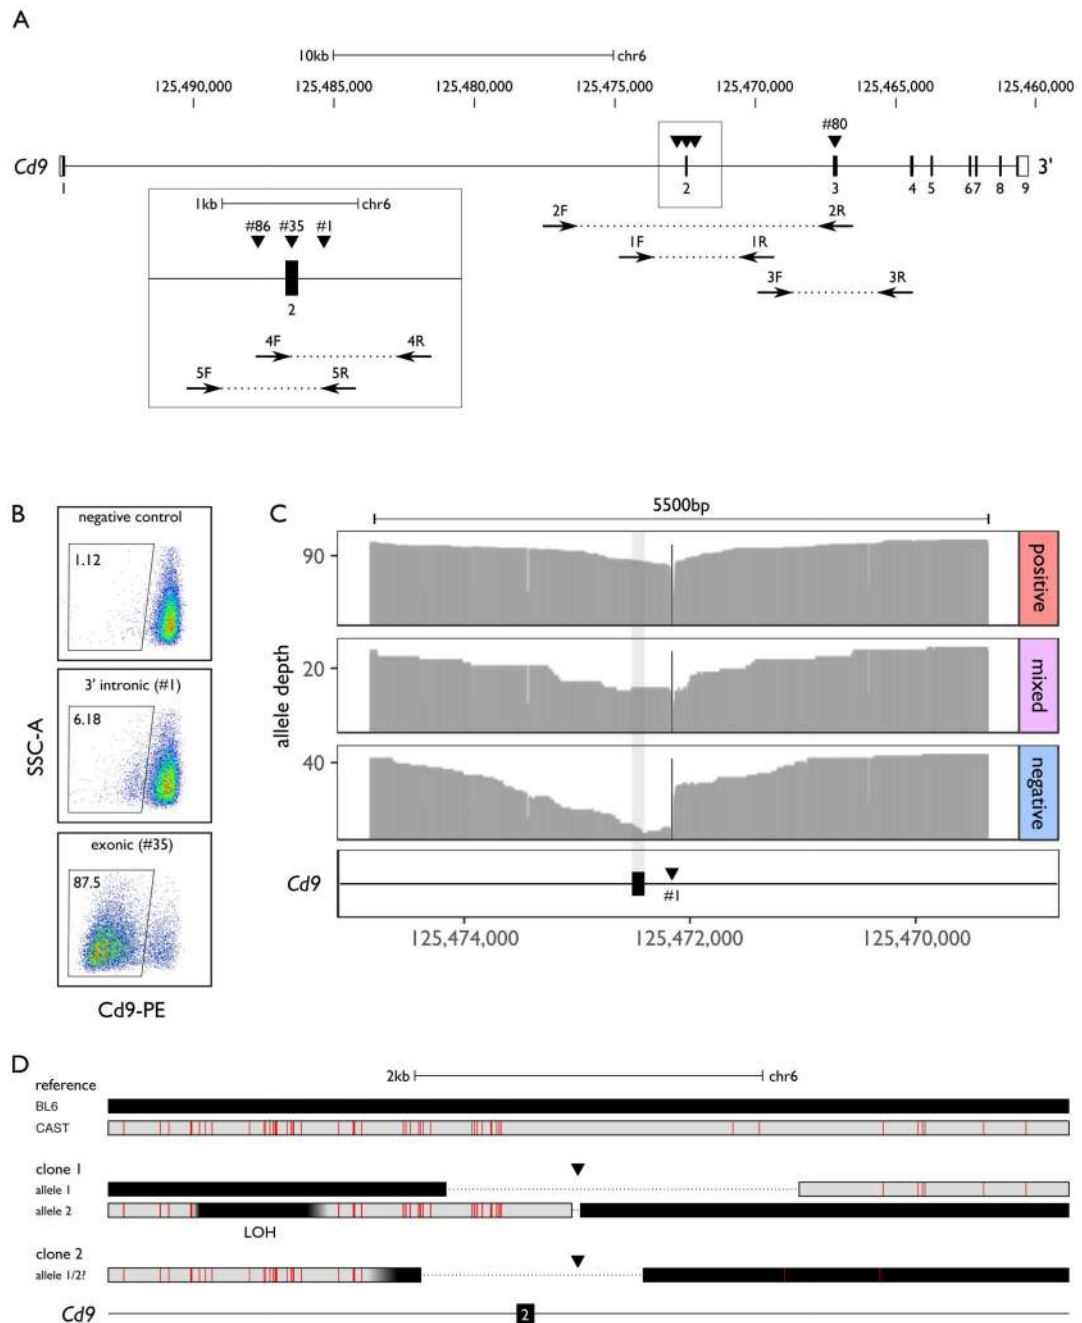 A
10kb chr6
125,490,000 125,485,000 125,480,000 125,475,000 125,470,000 125,465,000 125,460,000
#80
Cd9 3'
1 2 3 4 5 6 7 8 9
1kb chr6
#86 #35 #1
2
4F 4R
5F 5R
2F 2R
1F 1R
3F 3R
B
negative control
1.12
3' intronic (#1)
6.18
exonic (#35)
87.5
SSC-A
Cd9-PE
C
5500bp
90
positive
20
mixed
40
negative
allele depth
Cd9
#1
125,474,000 125,472,000 125,470,000
D
2kb chr6
reference
BL6
CAST
clone 1
allele 1
allele 2
LOH
clone 2
allele 1/2?
Cd9 2